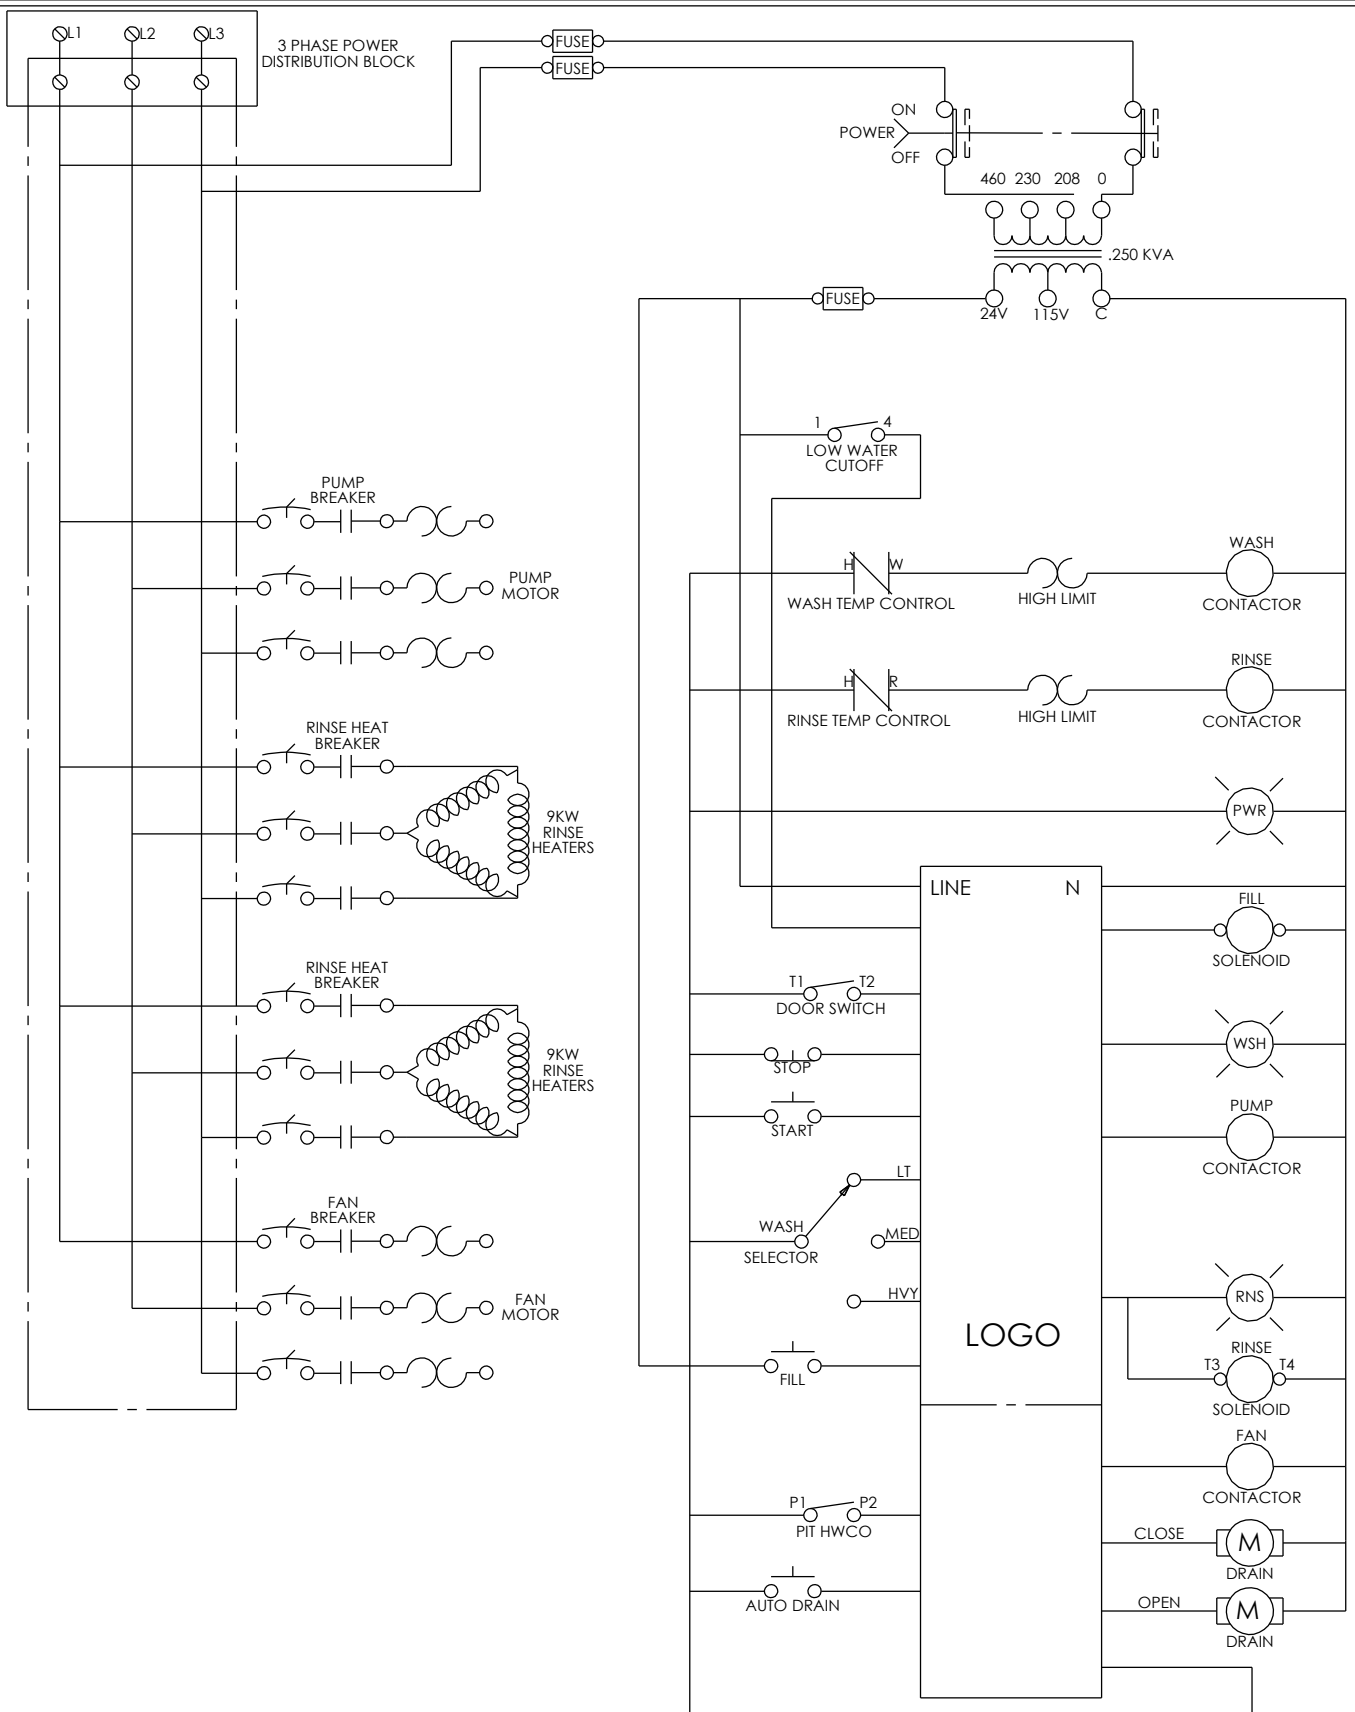 L1 L2 L3
3 PHASE POWER
DISTRIBUTION BLOCK
FUSE
FUSE
ON
POWER
OFF
460 230 208 0
.250 KVA
FUSE
24V 115V C
1 4
LOW WATER
CUTOFF
PUMP
BREAKER
PUMP
MOTOR
WASH
H W
WASH TEMP CONTROL
HIGH LIMIT
CONTACTOR
RINSE
H R
RINSE TEMP CONTROL
HIGH LIMIT
CONTACTOR
RINSE HEAT
BREAKER
9KW
RINSE
HEATERS
PWR
LINE N
FILL
SOLENOID
RINSE HEAT
BREAKER
9KW
RINSE
HEATERS
T1 T2
DOOR SWITCH
WSH
STOP
START
PUMP
CONTACTOR
LT
WASH
SELECTOR
MED
HVY
FAN
BREAKER
FAN
MOTOR
LOGO
RNS
RINSE
T3 T4
SOLENOID
FILL
FAN
CONTACTOR
P1 P2
PIT HWCO
CLOSE
M
DRAIN
AUTO DRAIN
OPEN
M
DRAIN